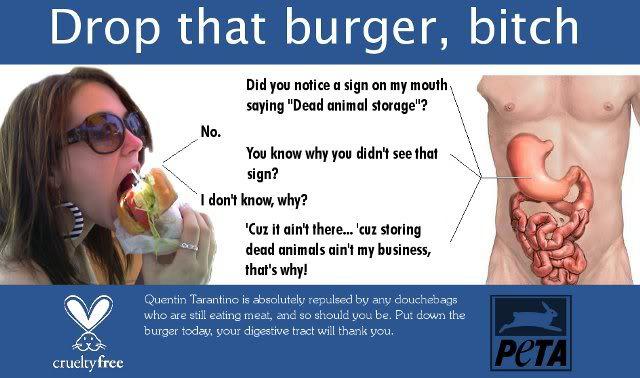 Drop that burger, bitch
Did you notice a sign on my mouth
saying "Dead animal storage"?
No.
You know why you didn't see that
sign?
I don't know, why?
'Cuz it ain't there... 'cuz storing
dead animals ain't my business,
that's why!
Quentin Tarantino is absolutely repulsed by any douchebags
who are still eating meat, and so should you be. Put down the
burger today, your digestive tract will thank you.
crueltyfree
PETA